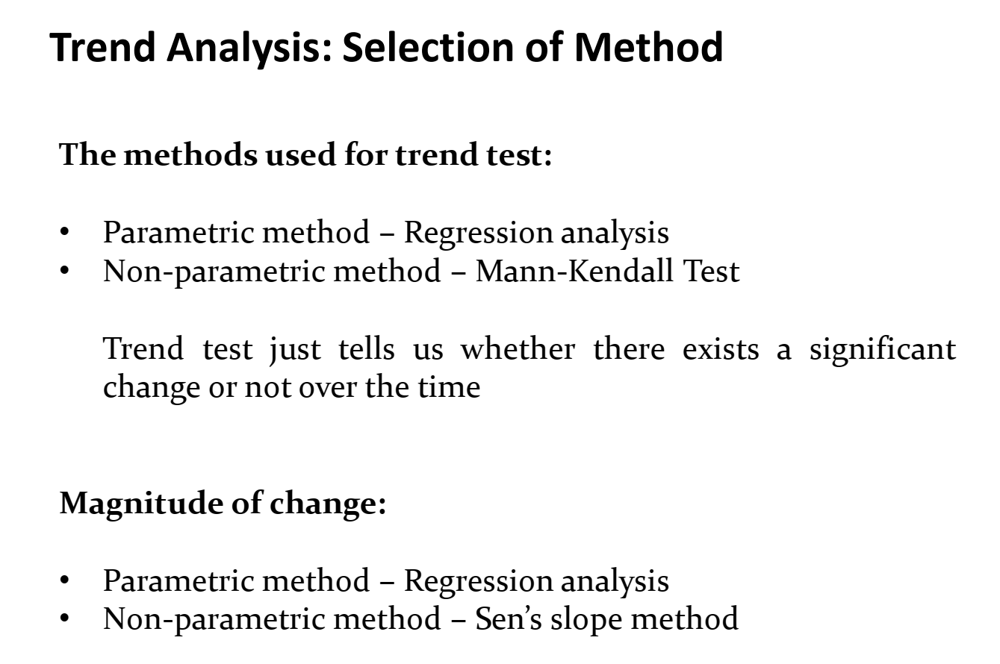 Trend Analysis: Selection of Method
The methods used for trend test:
• Parametric method – Regression analysis
• Non-parametric method – Mann-Kendall Test
Trend test just tells us whether there exists a significant
change or not over the time
Magnitude of change:
• Parametric method – Regression analysis
• Non-parametric method – Sen’s slope method